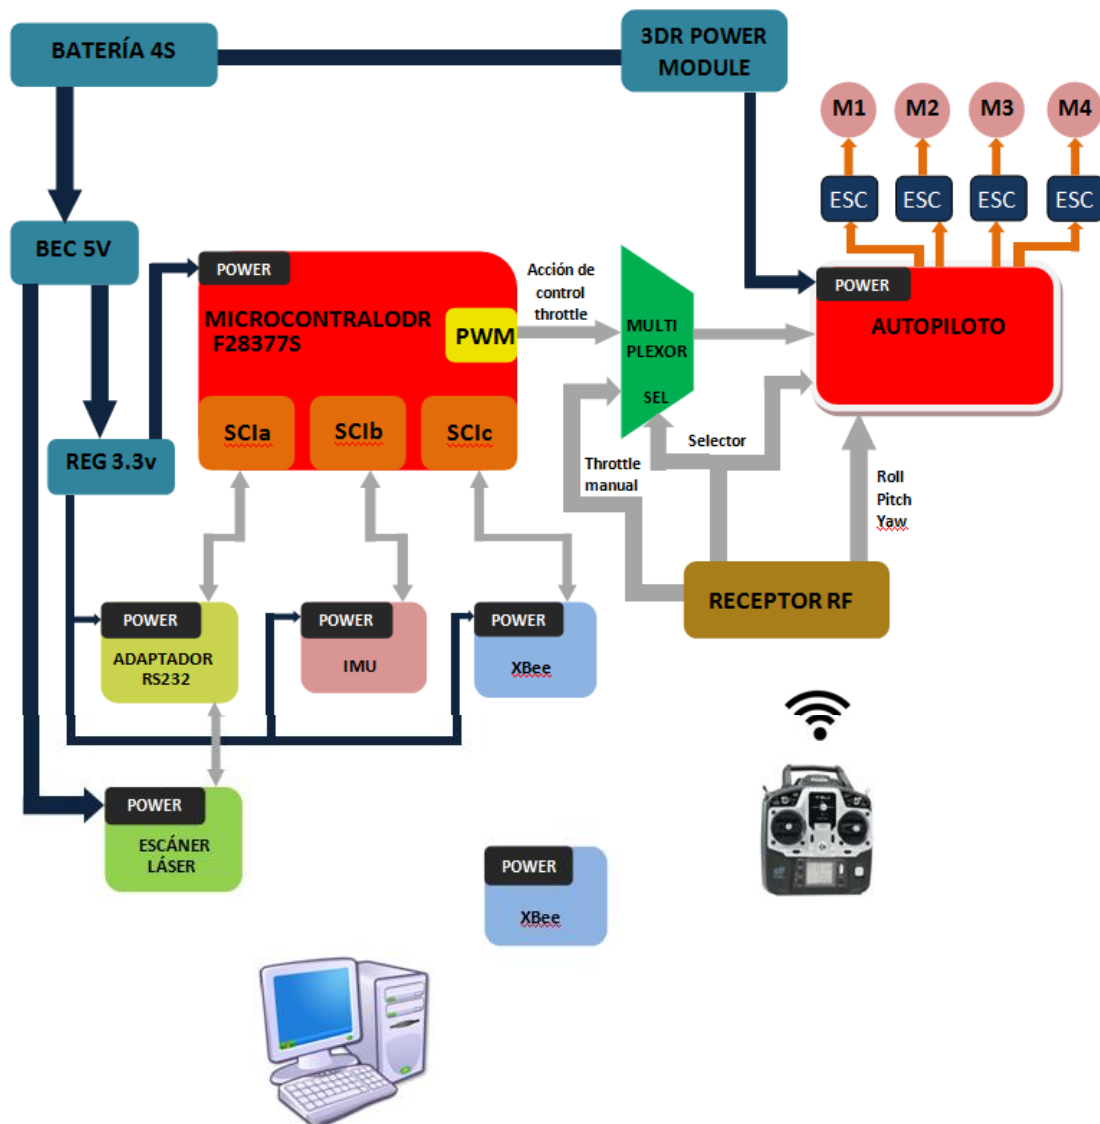 BATERÍA 4S
3DR POWER
MODULE
M1
M2
M3
M4
ESC
ESC
ESC
ESC
BEC 5V
POWER
MICROCONTRALODR
F28377S
PWM
SCIa
SCIb
SCIc
Acción de
control
throttle
MULTI
PLEXOR
SEL
POWER
AUTOPILOTO
REG 3.3v
Selector
Throttle
manual
Roll
Pitch
Yaw
RECEPTOR RF
POWER
ADAPTADOR
RS232
POWER
IMU
POWER
XBee
POWER
ESCÁNER
LÁSER
POWER
XBee